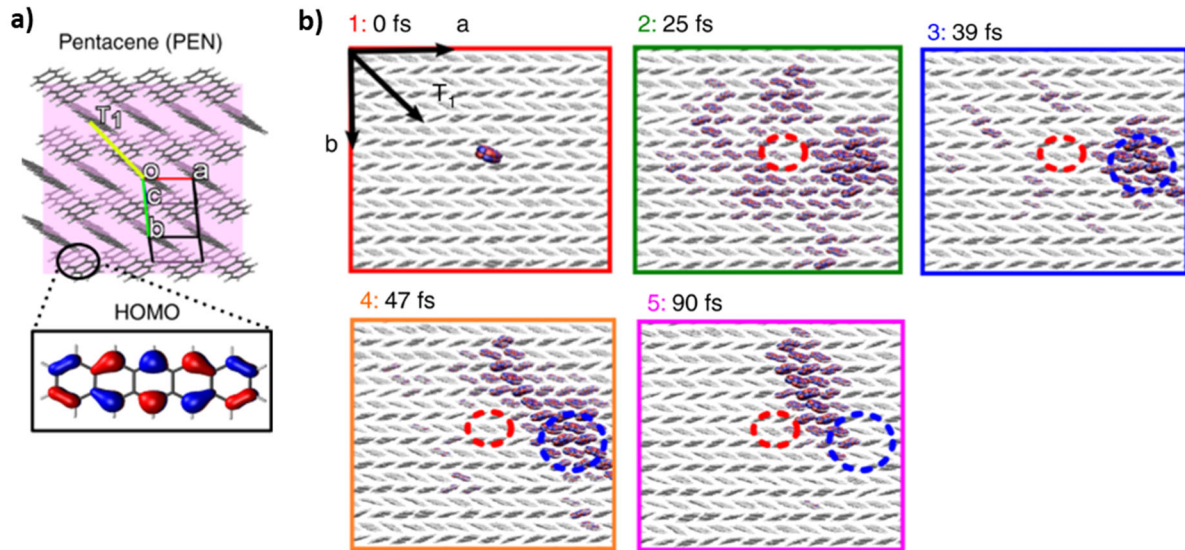 a)
Pentacene (PEN)
T1
o
a
c
b
HOMO
b)
1: 0 fs
a
T1
b
2: 25 fs
3: 39 fs
4: 47 fs
5: 90 fs